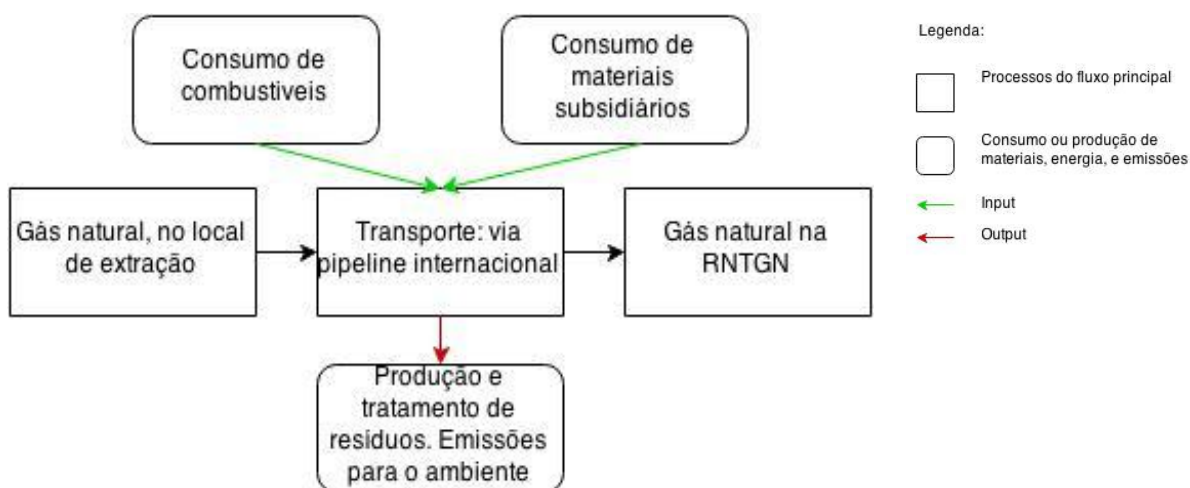 Consumo de
combustiveis
Consumo de
materiais
subsidiários
Gás natural, no local
de extração
Transporte: via
pipeline internacional
Gás natural na
RNTGN
Produção e
tratamento de
resíduos. Emissões
para o ambiente
Legenda:
Processos do fluxo principal
Consumo ou produção de
materiais, energia, e emissões
Input
Output